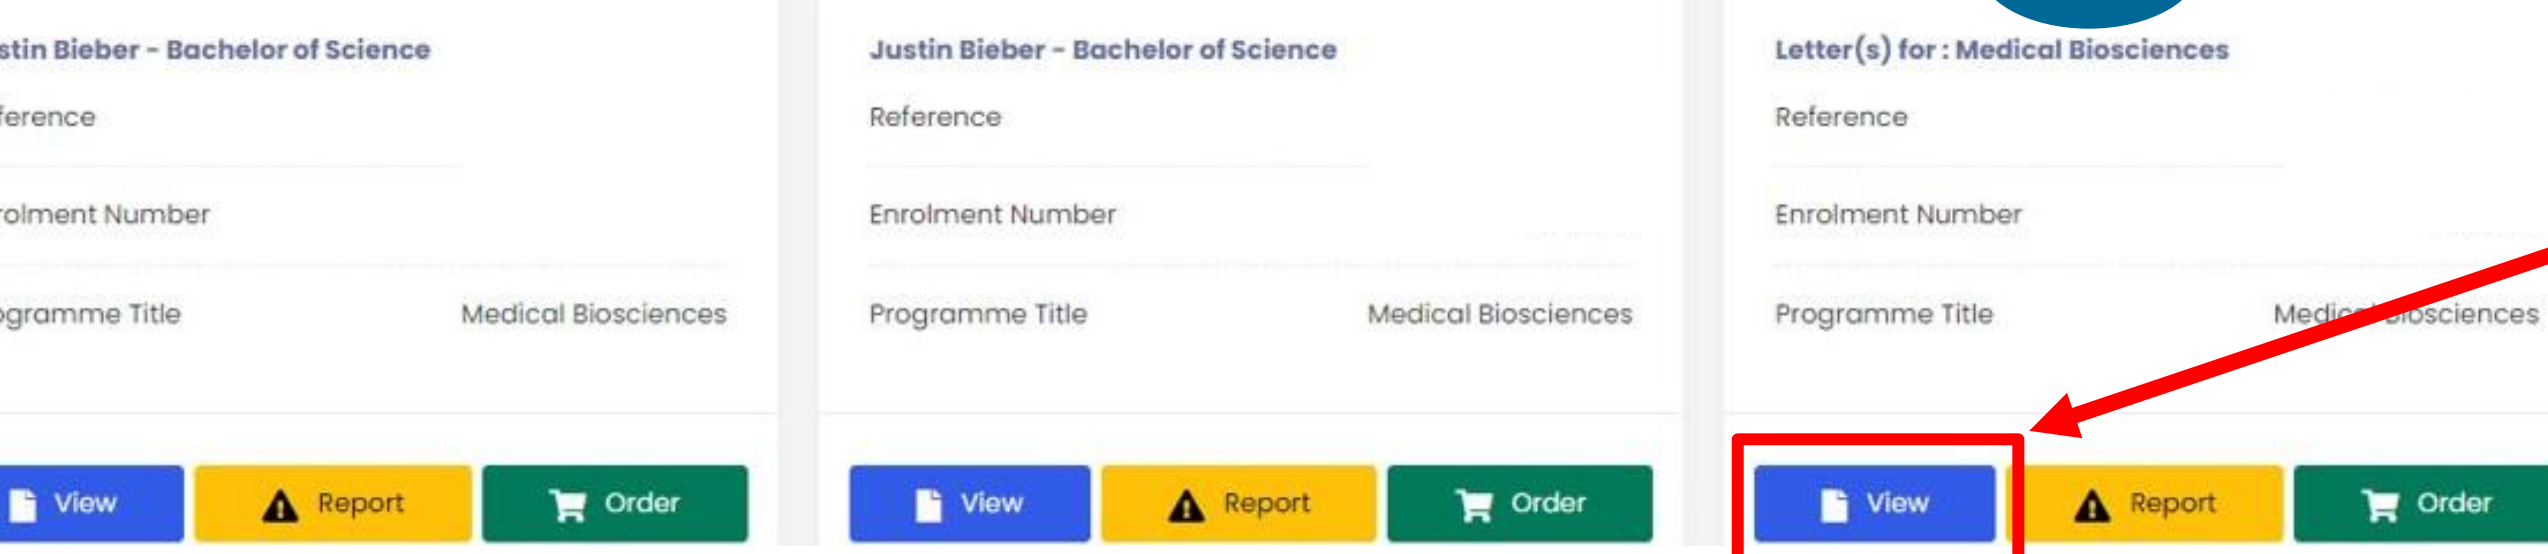 stin Bieber - Bachelor of Science
ference
rolment Number
ogramme Title Medical Biosciences
View Report Order
Justin Bieber - Bachelor of Science
Reference
Enrolment Number
Programme Title Medical Biosciences
View Report Order
Letter(s) for : Medical Biosciences
Reference
Enrolment Number
Programme Title Medical Biosciences
View Report Order